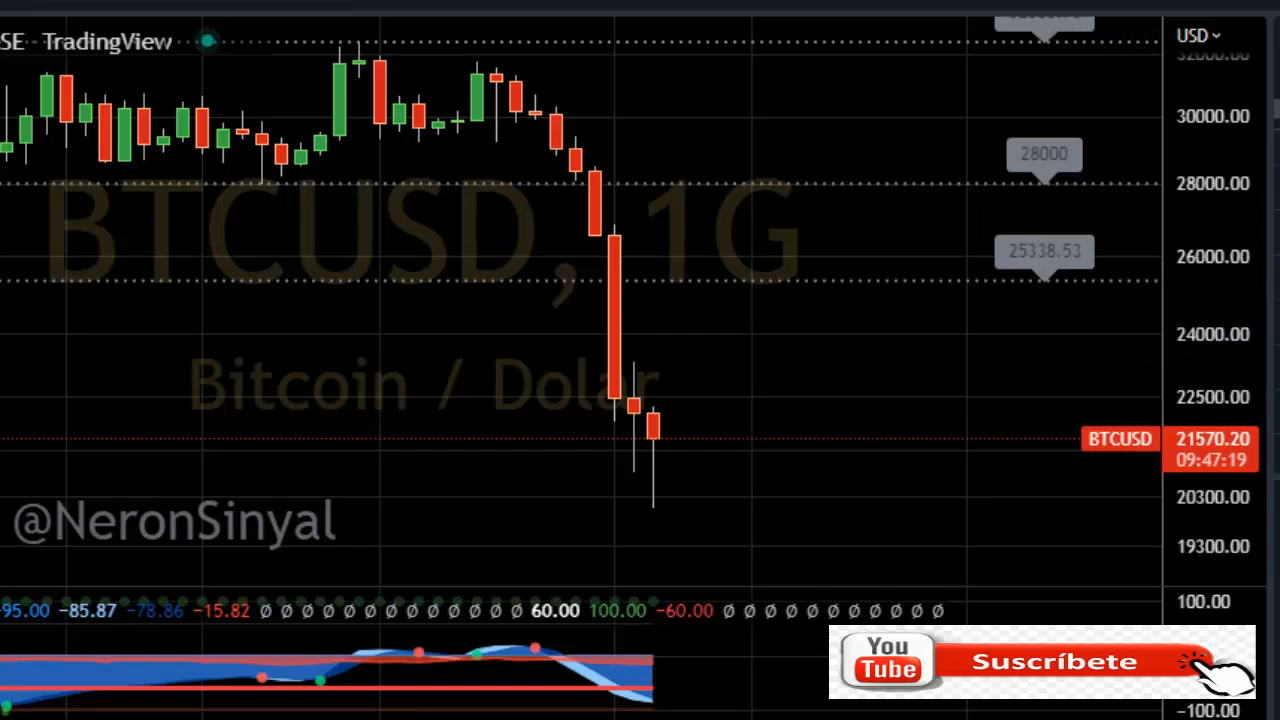 SE TradingView
USD
32000.00
30000.00
28000
28000.00
25338.53
26000.00
BTCUSD, 1G
24000.00
Bitcoin / Dolar
22500.00
BTCUSD 21570.20
09:47:19
20300.00
@NeronSinyal
19300.00
-95.00 -85.87 -78.86 -15.82 Ø Ø Ø Ø Ø Ø Ø Ø Ø Ø Ø Ø Ø 60.00 100.00 -60.00 Ø Ø Ø Ø Ø Ø Ø Ø Ø Ø Ø
100.00
You
Tube
Suscríbete
-100.00